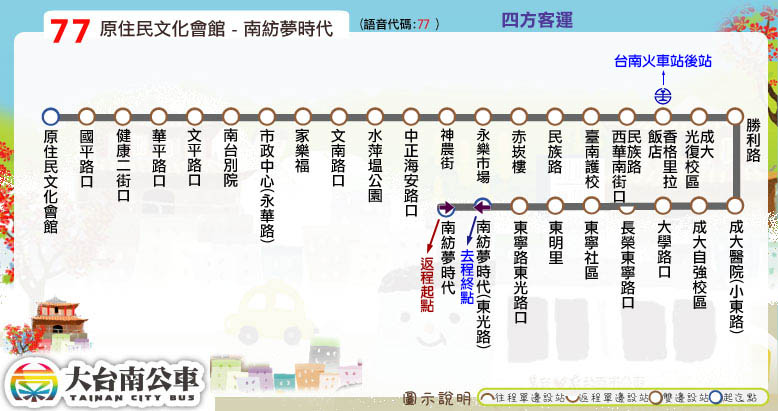 77 原住民文化會館 - 南紡夢時代 (語音代碼:77 ) 四方客運
台南火車站後站
原住民文化會館
國平路口
健康二街口
華平路口
文平路口
南台別院
市政中心(永華路)
家樂福
文南路口
水萍塭公園
中正海安路口
神農街
永樂市場
赤崁樓
民族路
臺南護校
民族路
西華南街口
香格里拉
飯店
成大
光復校區
勝利路
成大醫院(小東路)
成大自強校區
大學路口
長榮東寧路口
東寧社區
東明里
東寧路東光路口
南紡夢時代(東光路)
去程終點
南紡夢時代
返程起點
大台南公車
TAINAN CITY BUS
圖示說明 往程單邊設站 返程單邊設站 雙邊設站 起迄點